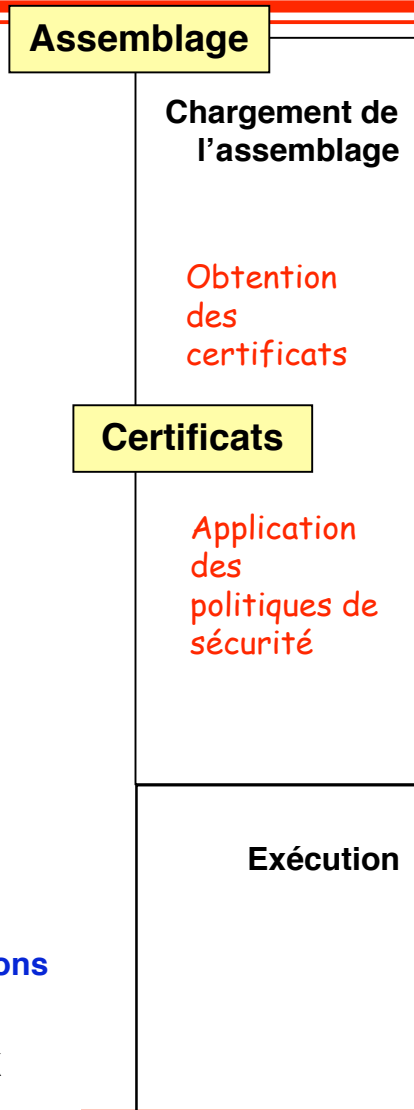 Assemblage
Chargement de
l'assemblage
Obtention
des
certificats
Certificats
Application
des
politiques de
sécurité
Exécution
ons